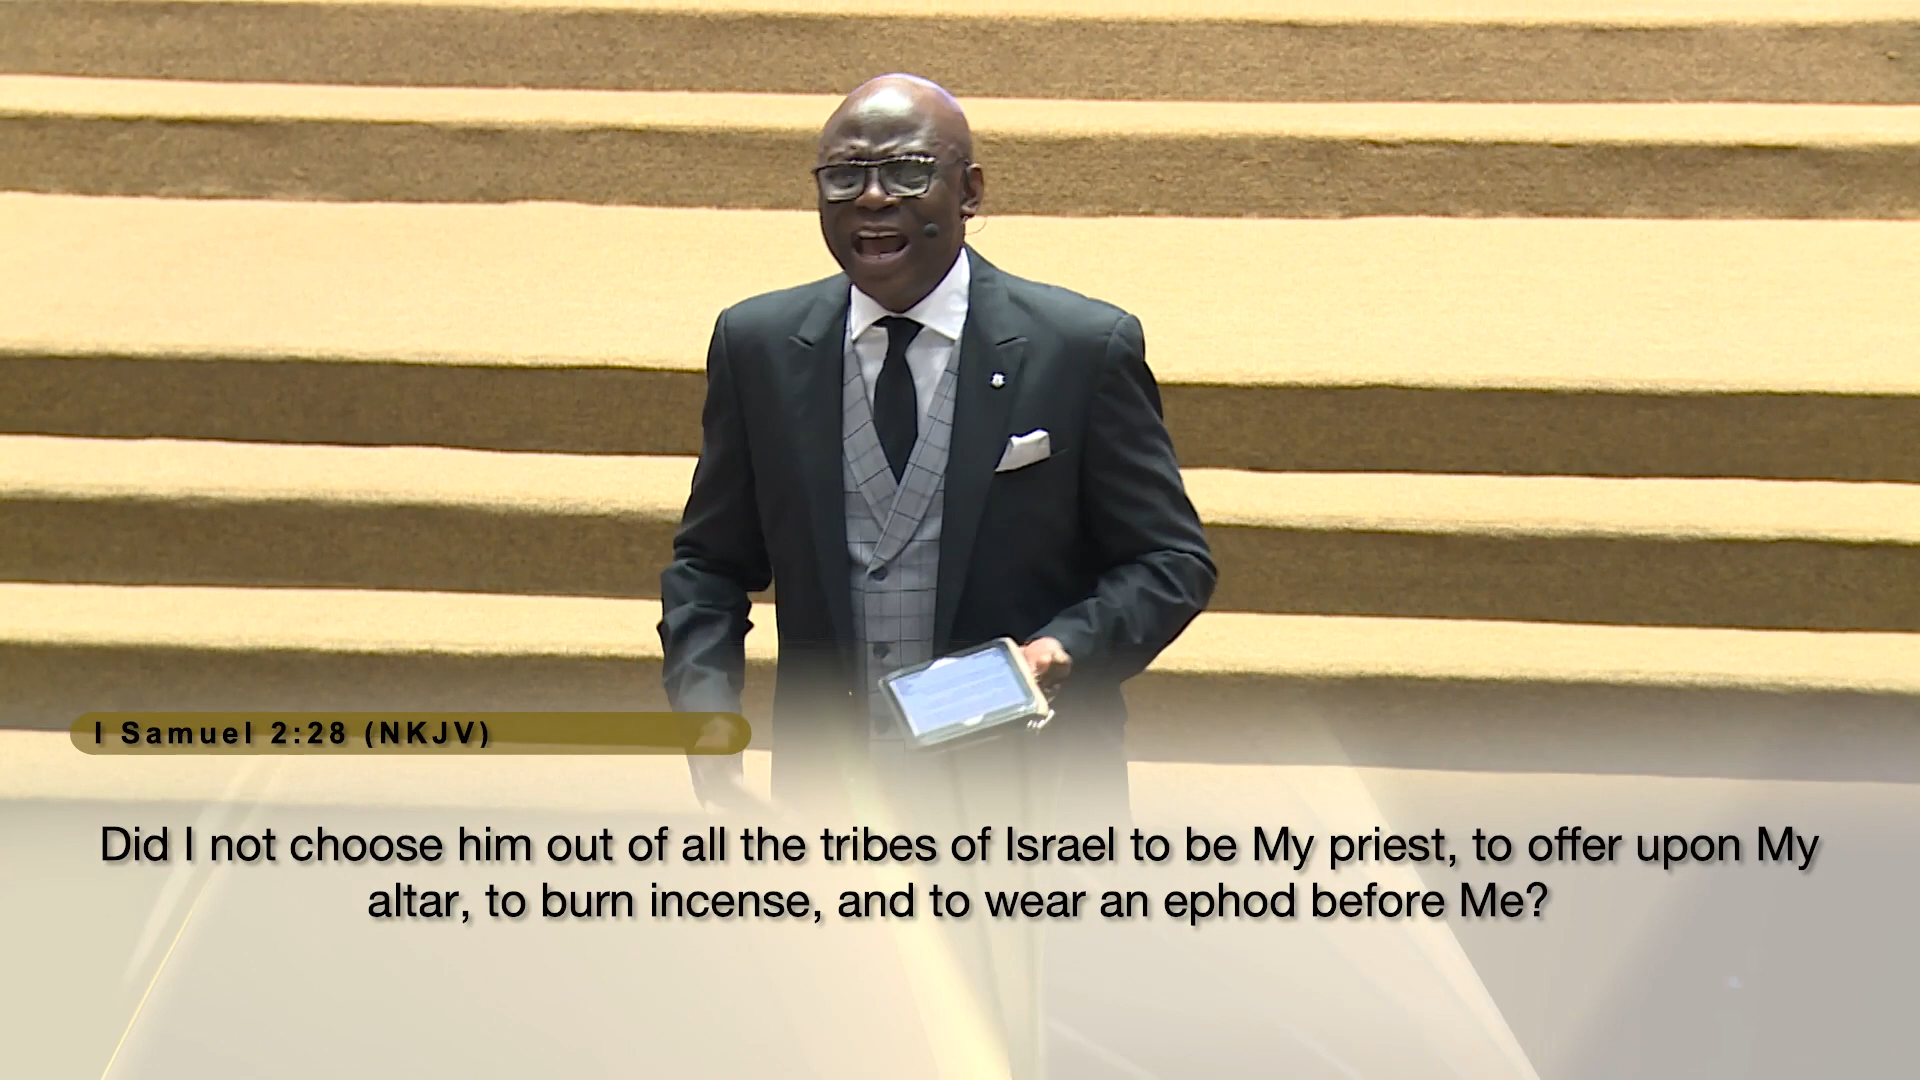 I Samuel 2:28 (NKJV)
Did I not choose him out of all the tribes of Israel to be My priest, to offer upon My
altar, to burn incense, and to wear an ephod before Me?